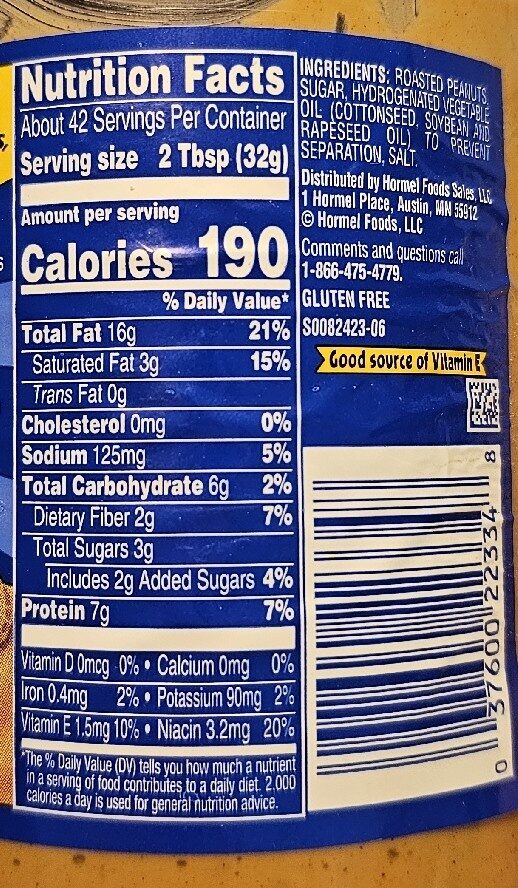 Nutrition Facts
About 42 Servings Per Container
Serving size 2 Tbsp (32g)
Amount per serving
Calories 190
% Daily Value*
Total Fat 16g 21%
Saturated Fat 3g 15%
Trans Fat 0g
Cholesterol 0mg 0%
Sodium 125mg 5%
Total Carbohydrate 6g 2%
Dietary Fiber 2g 7%
Total Sugars 3g
Includes 2g Added Sugars 4%
Protein 7g 7%
Vitamin D 0mcg 0% • Calcium 0mg 0%
Iron 0.4mg 2% • Potassium 90mg 2%
Vitamin E 1.5mg 10% • Niacin 3.2mg 20%
*The % Daily Value (DV) tells you how much a nutrient
in a serving of food contributes to a daily diet. 2,000
calories a day is used for general nutrition advice.
INGREDIENTS: ROASTED PEANUTS,
SUGAR, HYDROGENATED VEGETABLE
OIL (COTTONSEED, SOYBEAN AND
RAPESEED OIL) TO PREVENT
SEPARATION, SALT.
Distributed by Hormel Foods Sales, LLC
1 Hormel Place, Austin, MN 55912
© Hormel Foods, LLC
Comments and questions call
1-866-475-4779.
GLUTEN FREE
S0082423-06
Good source of Vitamin E
0 37600 22334 8